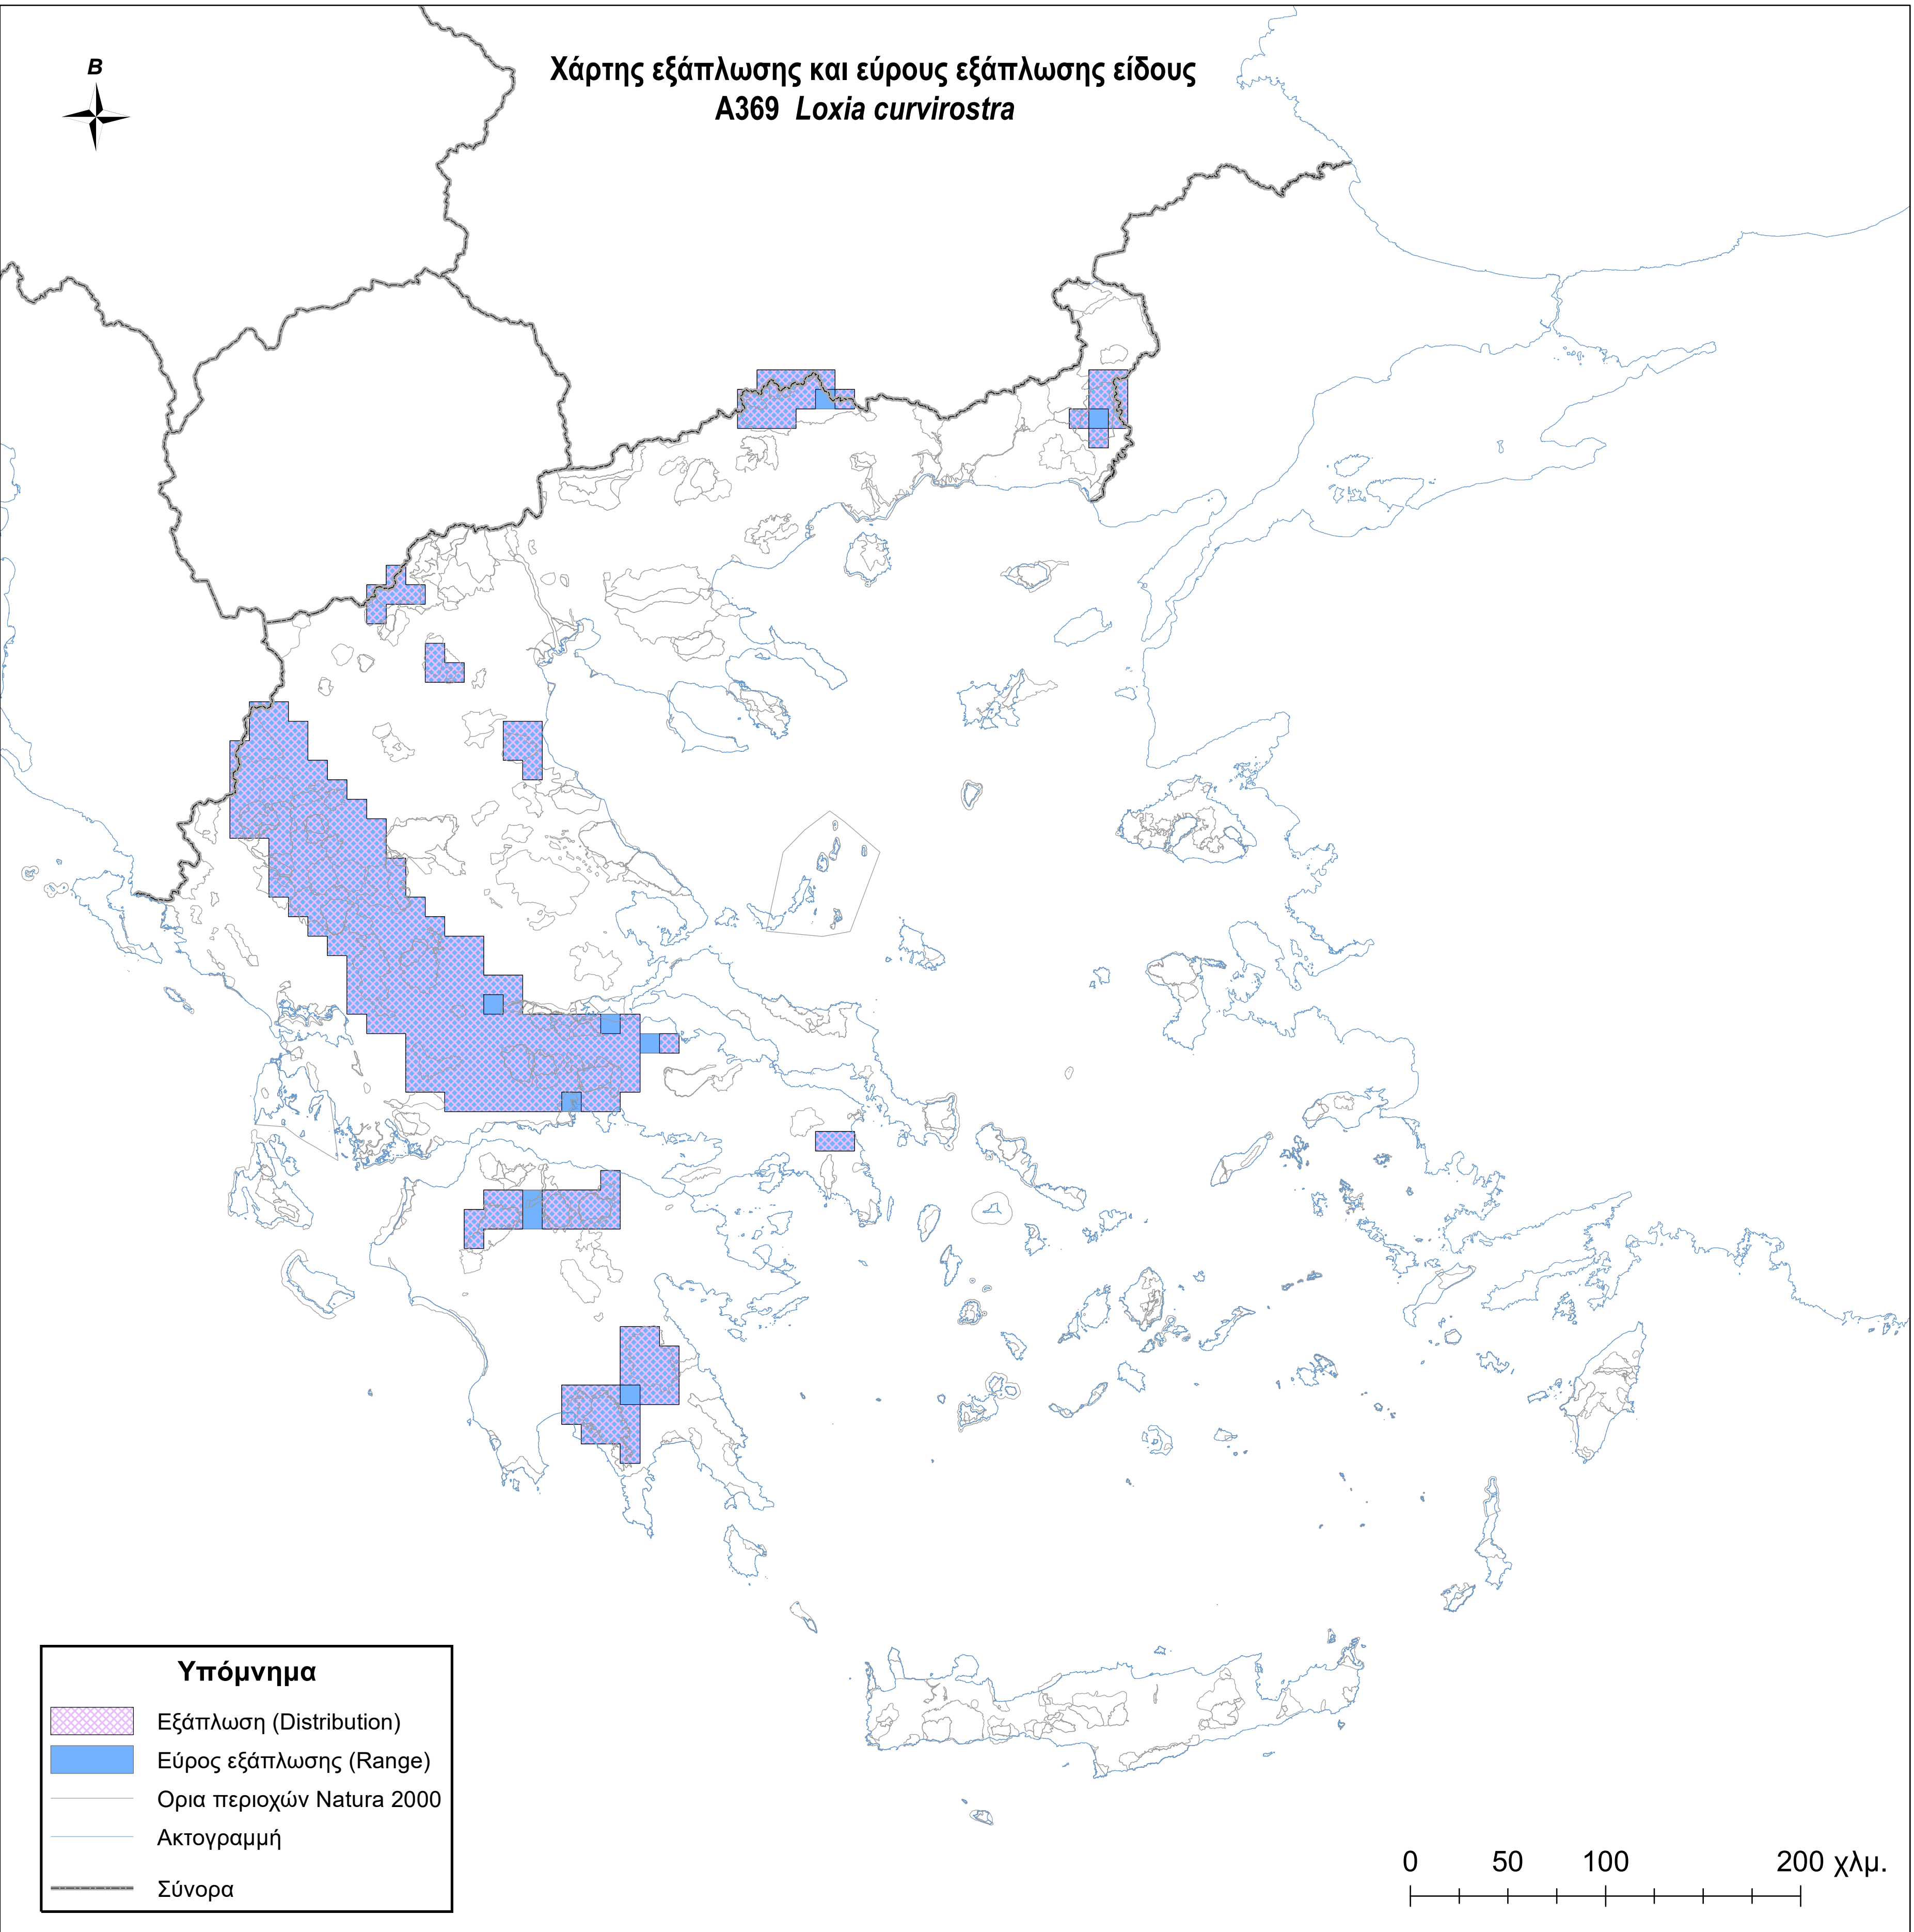 Χάρτης εξάπλωσης και εύρους εξάπλωσης είδους
A369 Loxia curvirostra
Β
Υπόμνημα
Εξάπλωση (Distribution)
Εύρος εξάπλωσης (Range)
Ορια περιοχών Natura 2000
Ακτογραμμή
Σύνορα
0 50 100 200 χλμ.